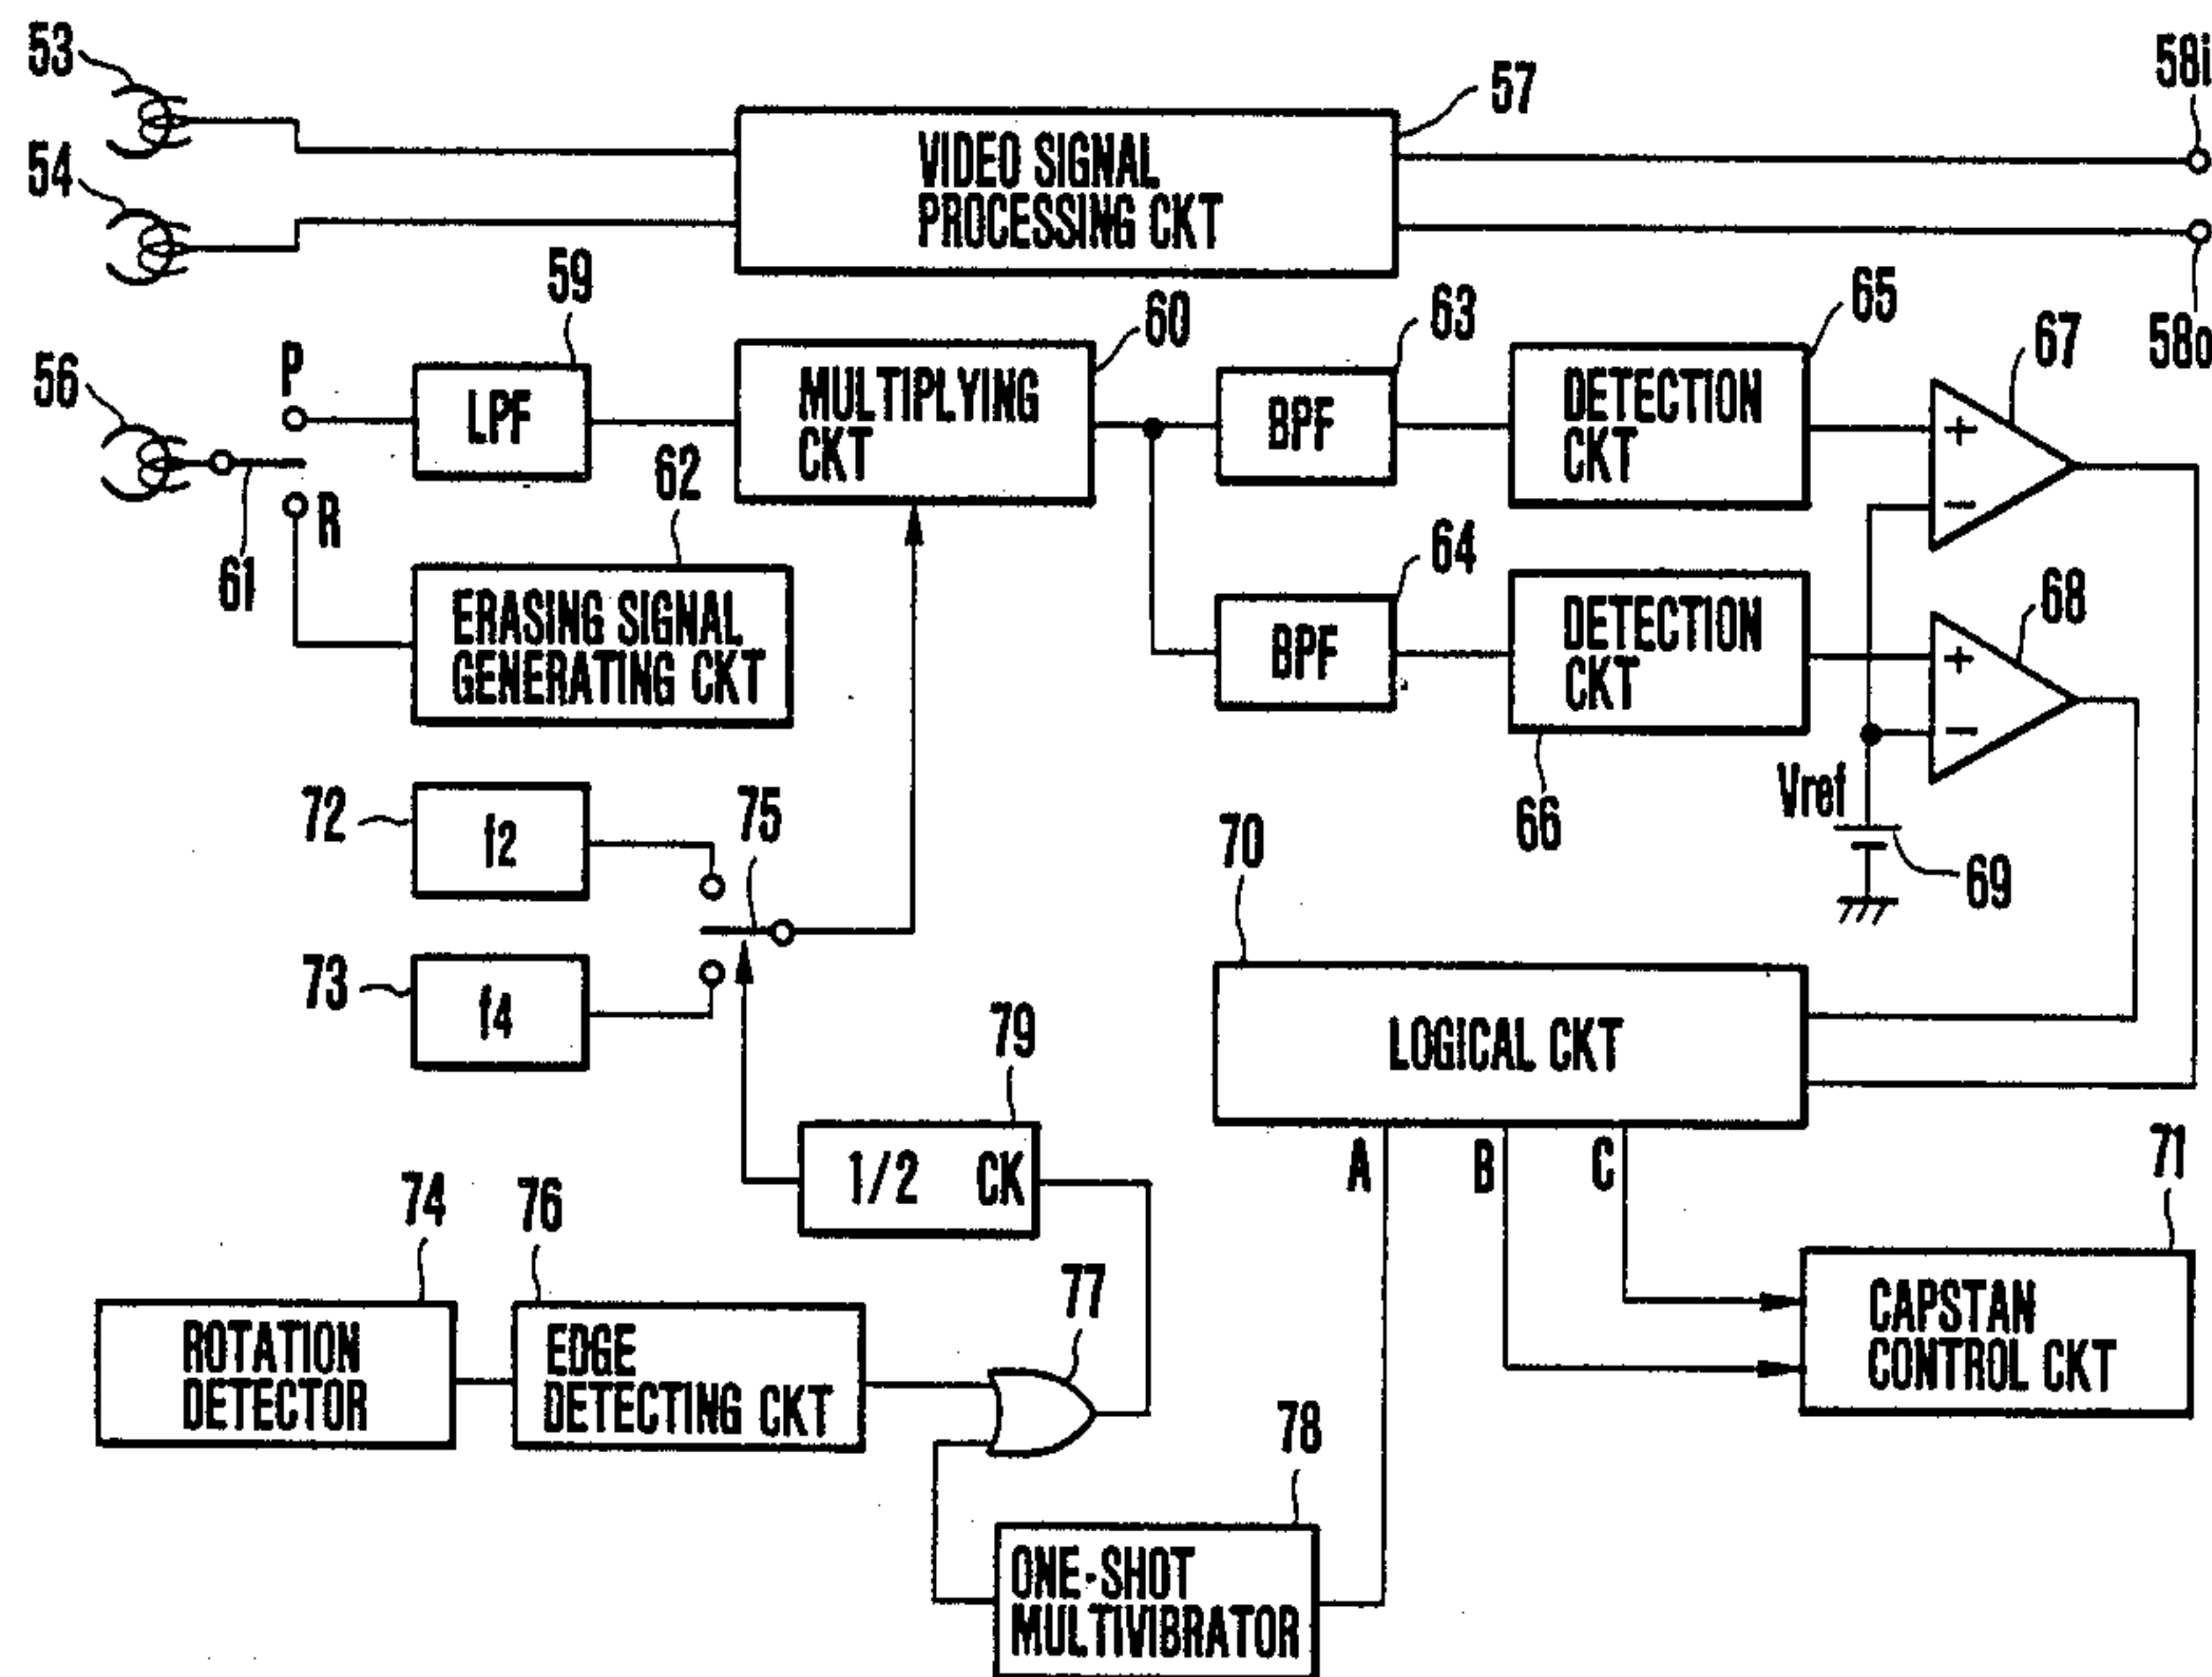 53
54
57
VIDEO SIGNAL
PROCESSING CKT
58i
58o
56
P
R
61
59
LPF
60
MULTIPLYING
CKT
62
ERASING SIGNAL
GENERATING CKT
63
BPF
64
BPF
65
DETECTION
CKT
66
DETECTION
CKT
67
+
−
68
+
−
Vref
69
70
LOGICAL CKT
A
B
C
71
CAPSTAN
CONTROL CKT
72
f2
73
f4
75
79
1/2 CK
74
ROTATION
DETECTOR
76
EDGE
DETECTING CKT
77
78
ONE-SHOT
MULTIVIBRATOR